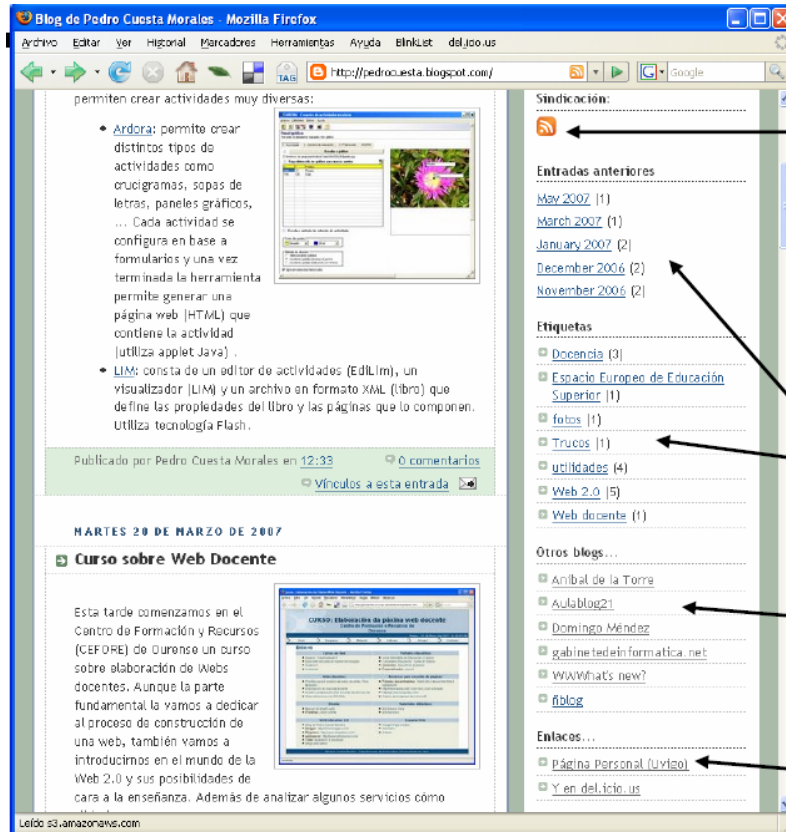 Blog de Pedro Cuesta Morales - Mozilla Firefox
Archivo Editar Ver Historial Marcadores Herramientas Ayuda BlinkList del.icio.us
TAG http://pedrocuesta.blogspot.com/ Google
permiten crear actividades muy diversas:
Ardora: permite crear
distintos tipos de
actividades como
crucigramas, sopas de
letras, paneles gráficos,
... Cada actividad se
configura en base a
formularios y una vez
terminada la herramienta
permite generar una
página web (HTML) que
contiene la actividad
(utiliza applet Java) .
LIM: consta de un editor de actividades (EdiLim), un
visualizador (LIM) y un archivo en formato XML (libro) que
define las propiedades del libro y las páginas que lo componen.
Utiliza tecnología Flash.
Publicado por Pedro Cuesta Morales en 12:33 0 comentarios
Vínculos a esta entrada
MARTES 20 DE MARZO DE 2007
Curso sobre Web Docente
CURSO: Elaboración de página web docente
Esta tarde comenzamos en el
Centro de Formación y Recursos
(CEFORE) de Ourense un curso
sobre elaboración de Webs
docentes. Aunque la parte
fundamental la vamos a dedicar
al proceso de construcción de
una web, también vamos a
introducirnos en el mundo de la
Web 2.0 y sus posibilidades de
cara a la enseñanza. Además de analizar algunos servicios cómo
Sindicación:
Entradas anteriores
May 2007 (1)
March 2007 (1)
January 2007 (2)
December 2006 (2)
November 2006 (2)
Etiquetas
Docencia (3)
Espacio Europeo de Educación
Superior (1)
fotos (1)
Trucos (1)
utilidades (4)
Web 2.0 (5)
Web docente (1)
Otros blogs...
Aníbal de la Torre
Aulablog21
Domingo Méndez
gabinetedeinformatica.net
WWWhat's new?
ñblog
Enlaces...
Página Personal (Uvigo)
Y en del.icio.us
Leído s3.amazonaws.com